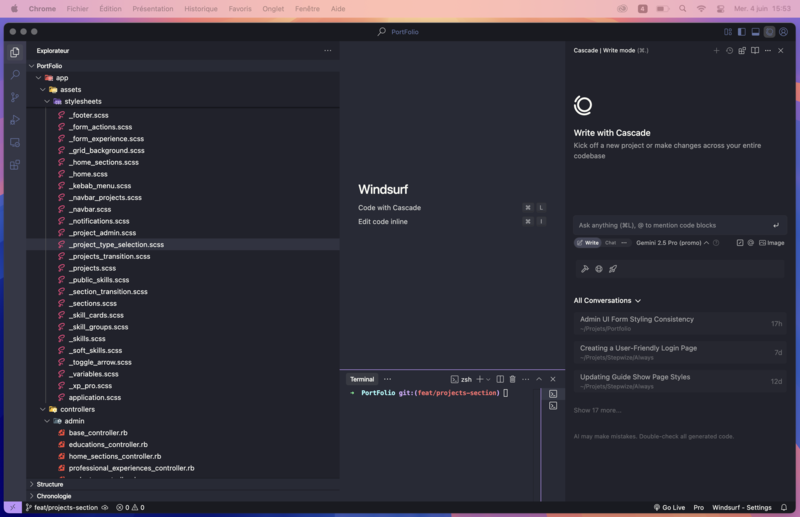 Chrome Fichier Édition Présentation Historique Favoris Onglet Fenêtre Aide
Mer. 4 juin 15:53
PortFolio
Explorateur
PortFolio
app
assets
stylesheets
_footer.scss
_form_actions.scss
_form_experience.scss
_grid_background.scss
_home_sections.scss
_home.scss
_kebab_menu.scss
_navbar_projects.scss
_navbar.scss
_notifications.scss
_project_admin.scss
_project_type_selection.scss
_projects_transition.scss
_projects.scss
_public_skills.scss
_section_transition.scss
_sections.scss
_skill_cards.scss
_skill_groups.scss
_skills.scss
_soft_skills.scss
_toggle_arrow.scss
_variables.scss
_xp_pro.scss
application.scss
controllers
admin
base_controller.rb
educations_controller.rb
home_sections_controller.rb
professional_experiences_controller.rb
Structure
Chronologie
Windsurf
Code with Cascade ⌘ L
Edit code inline ⌘ I
Terminal
zsh
→ PortFolio git:(feat/projects-section)
Cascade | Write mode (⌘.)
Write with Cascade
Kick off a new project or make changes across your entire
codebase
Ask anything (⌘L), @ to mention code blocks
Write Chat Gemini 2.5 Pro (promo) Image
All Conversations
Admin UI Form Styling Consistency
~/Projets/Portfolio
17h
Creating a User-Friendly Login Page
~/Projets/Stepwize/Aiways
7d
Updating Guide Show Page Styles
~/Projets/Stepwize/Aiways
12d
Show 17 more...
AI may make mistakes. Double-check all generated code.
feat/projects-section 0 0
Go Live Pro Windsurf - Settings